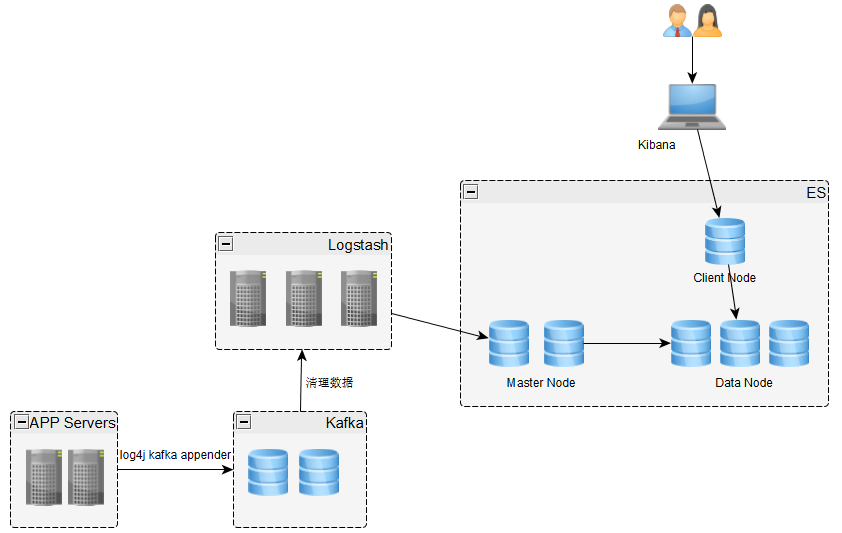 Kibana
ES
Client Node
Logstash
Master Node
Data Node
清理数据
APP Servers
log4j kafka appender
Kafka